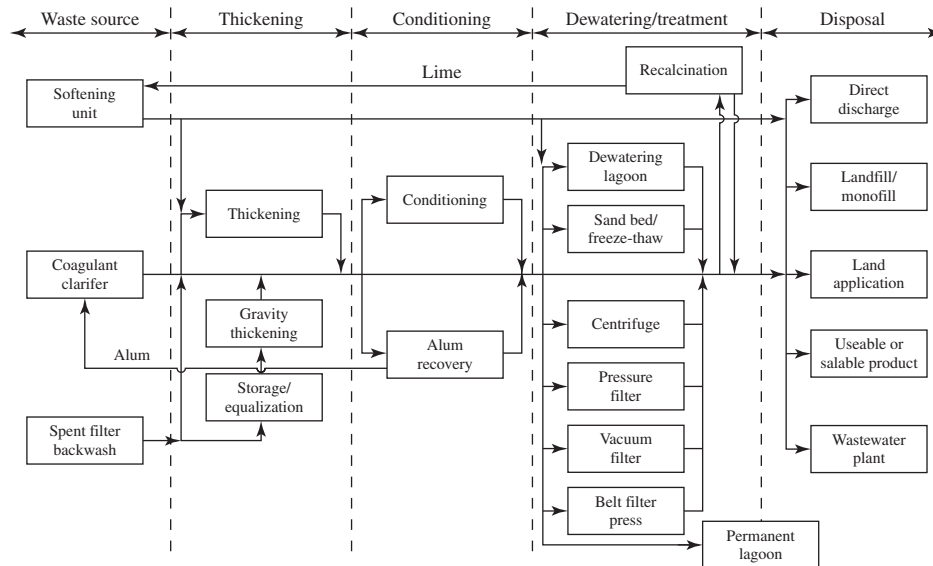 Waste source
Thickening
Conditioning
Dewatering/treatment
Disposal
Lime
Recalcination
Softening
unit
Direct
discharge
Dewatering
lagoon
Thickening
Conditioning
Landfill/
monofill
Sand bed/
freeze-thaw
Coagulant
clarifer
Land
application
Gravity
thickening
Centrifuge
Alum
Alum
recovery
Useable or
salable product
Storage/
equalization
Pressure
filter
Spent filter
backwash
Vacuum
filter
Wastewater
plant
Belt filter
press
Permanent
lagoon